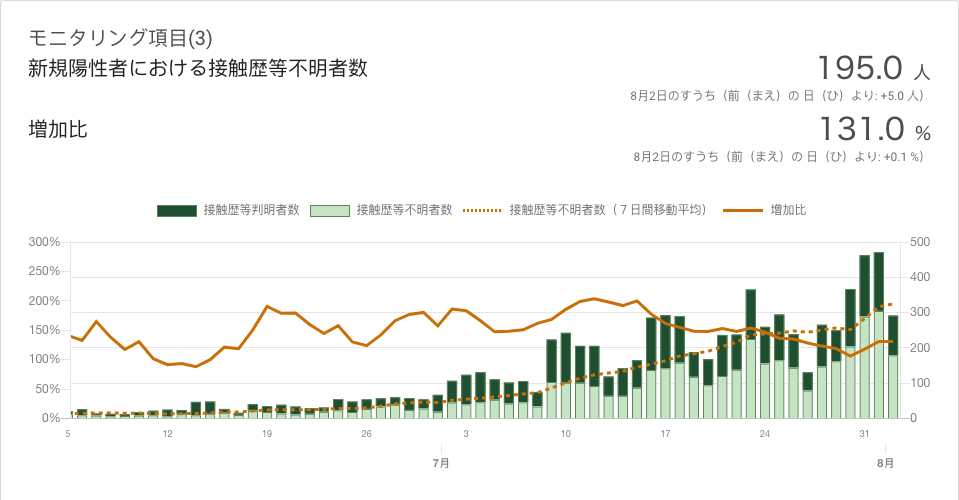 モニタリング項目(3)
新規陽性者における接触歴等不明者数
195.0 人
8月2日のすうち（前（まえ）の 日（ひ）より: +5.0 人）
増加比
131.0 %
8月2日のすうち（前（まえ）の 日（ひ）より: +0.1 %）
接触歴等判明者数 接触歴等不明者数 接触歴等不明者数（７日間移動平均） 増加比
300% 500
250% 400
200% 300
150% 200
100% 100
50% 0
0%
5 12 19 26 3 10 17 24 31
7月 8月